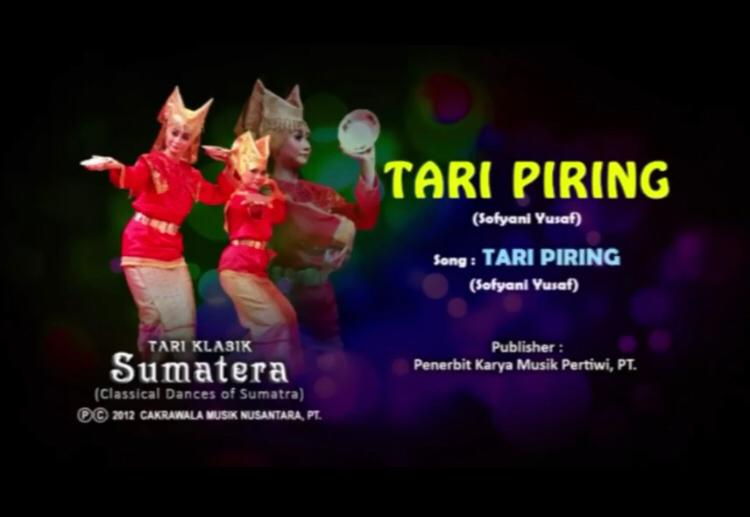 TARI PIRING
(Sofyani Yusaf)
Song : TARI PIRING
(Sofyani Yusaf)
Publisher :
Penerbit Karya Musik Pertiwi, PT.
TARI KLASIK
Sumatera
(Classical Dances of Sumatra)
Ⓟ Ⓒ 2012 CAKRAWALA MUSIK NUSANTARA, PT.